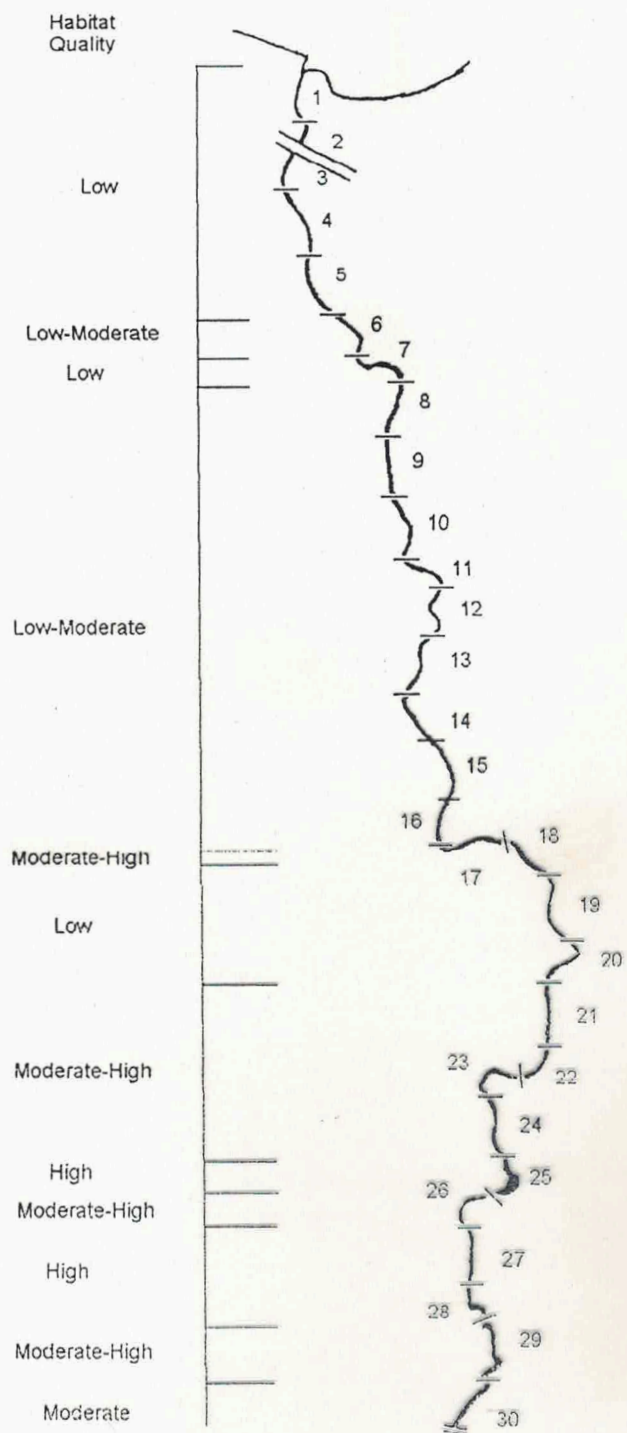 Habitat
Quality
1
2
3
Low
4
5
6
Low-Moderate
7
Low
8
9
10
11
12
Low-Moderate
13
14
15
16
18
Moderate-High
17
19
Low
20
21
23
22
Moderate-High
24
High
25
26
Moderate-High
27
High
28
29
Moderate-High
30
Moderate